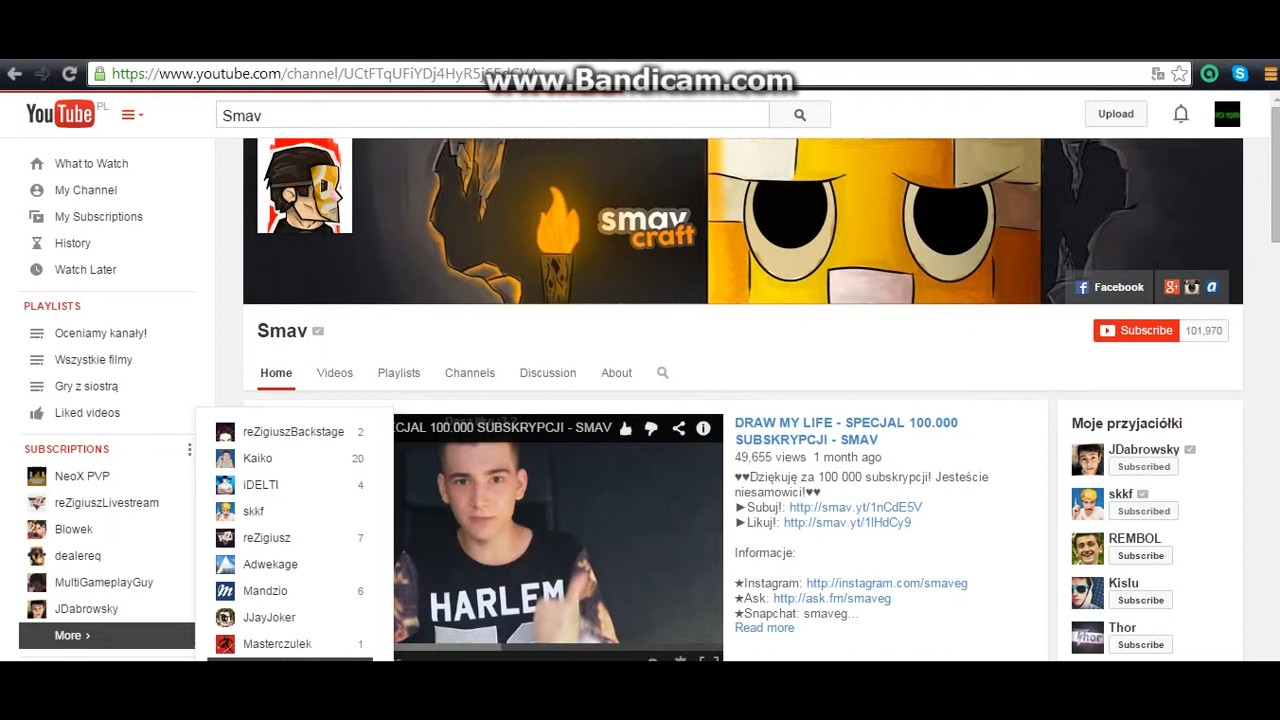 www.Bandicam.com
https://www.youtube.com/channel/UCtFTqUFiYDj4HyR5j
YouTube PL
Smav
Upload
What to Watch
My Channel
My Subscriptions
History
Watch Later
PLAYLISTS
Oceniamy kanały!
Wszystkie filmy
Gry z siostrą
Liked videos
SUBSCRIPTIONS
NeoX PVP
reZigiuszLivestream
Blowek
dealereq
MultiGameplayGuy
JDabrowsky
More ›
reZigiuszBackstage 2
Kaiko 20
iDELTI 4
skkf
reZigiusz 7
Adwekage
Mandzio 6
JJayJoker
Masterczulek 1
smav
craft
Facebook
Smav
Subscribe 101,970
Home Videos Playlists Channels Discussion About
CJAL 100.000 SUBSKRYPCJI - SMAV
HARLEM
DRAW MY LIFE - SPECJAL 100.000
SUBSKRYPCJI - SMAV
49,655 views 1 month ago
♥♥Dziękuję za 100 000 subskrypcji! Jesteście
niesamowici!♥♥
►Subuj!: http://smav.yt/1nCdE5V
►Likuj!: http://smav.yt/1lHdCy9
Informacje:
★Instagram: http://instagram.com/smaveg
★Ask: http://ask.fm/smaveg
★Snapchat: smaveg...
Read more
Moje przyjaciółki
JDabrowsky
Subscribed
skkf
Subscribed
REMBOL
Subscribe
Kislu
Subscribe
Thor
Subscribe